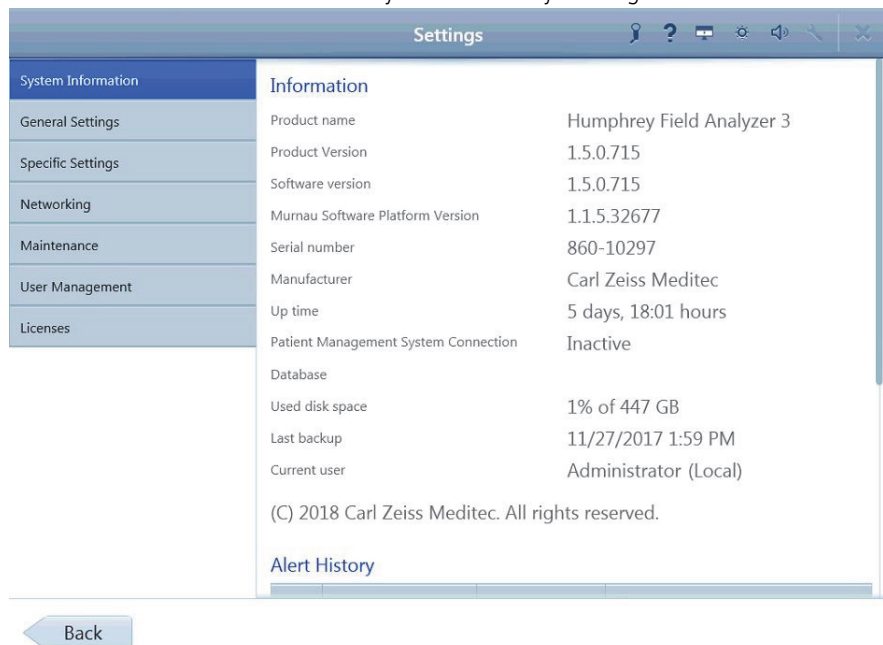 Settings
?
System Information
General Settings
Specific Settings
Networking
Maintenance
User Management
Licenses
Information
Product name Humphrey Field Analyzer 3
Product Version 1.5.0.715
Software version 1.5.0.715
Murnau Software Platform Version 1.1.5.32677
Serial number 860-10297
Manufacturer Carl Zeiss Meditec
Up time 5 days, 18:01 hours
Patient Management System Connection Inactive
Database
Used disk space 1% of 447 GB
Last backup 11/27/2017 1:59 PM
Current user Administrator (Local)
(C) 2018 Carl Zeiss Meditec. All rights reserved.
Alert History
Back